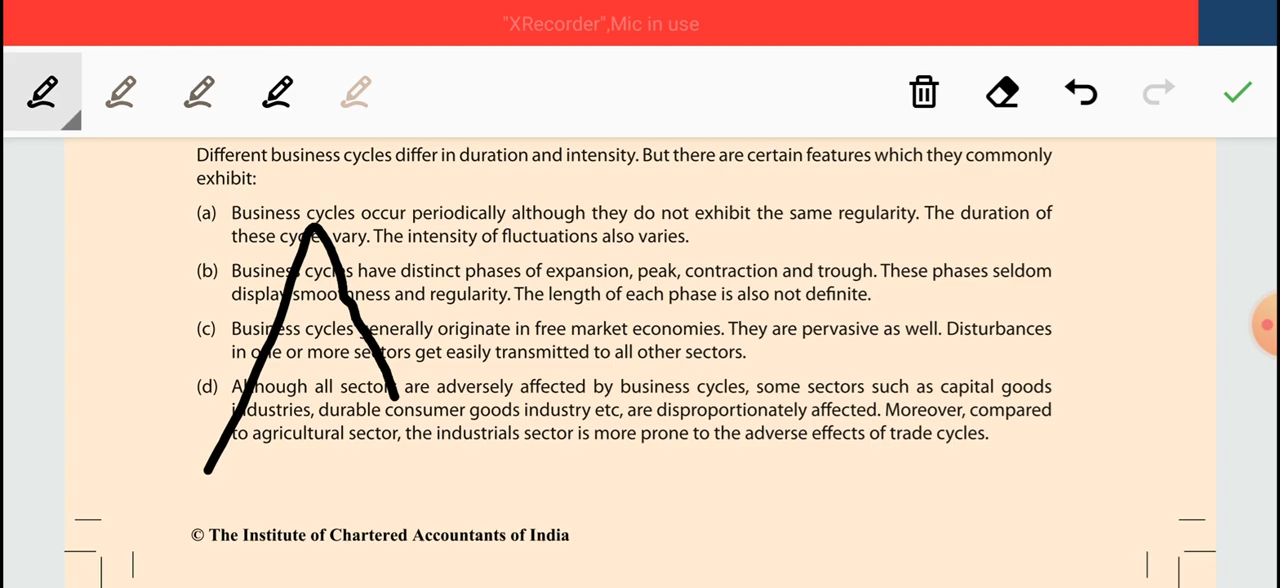 "XRecorder",Mic in use
Different business cycles differ in duration and intensity. But there are certain features which they commonly
exhibit:
(a) Business cycles occur periodically although they do not exhibit the same regularity. The duration of
these cycles vary. The intensity of fluctuations also varies.
(b) Business cycles have distinct phases of expansion, peak, contraction and trough. These phases seldom
display smoothness and regularity. The length of each phase is also not definite.
(c) Business cycles generally originate in free market economies. They are pervasive as well. Disturbances
in one or more sectors get easily transmitted to all other sectors.
(d) Although all sectors are adversely affected by business cycles, some sectors such as capital goods
industries, durable consumer goods industry etc, are disproportionately affected. Moreover, compared
to agricultural sector, the industrials sector is more prone to the adverse effects of trade cycles.
© The Institute of Chartered Accountants of India